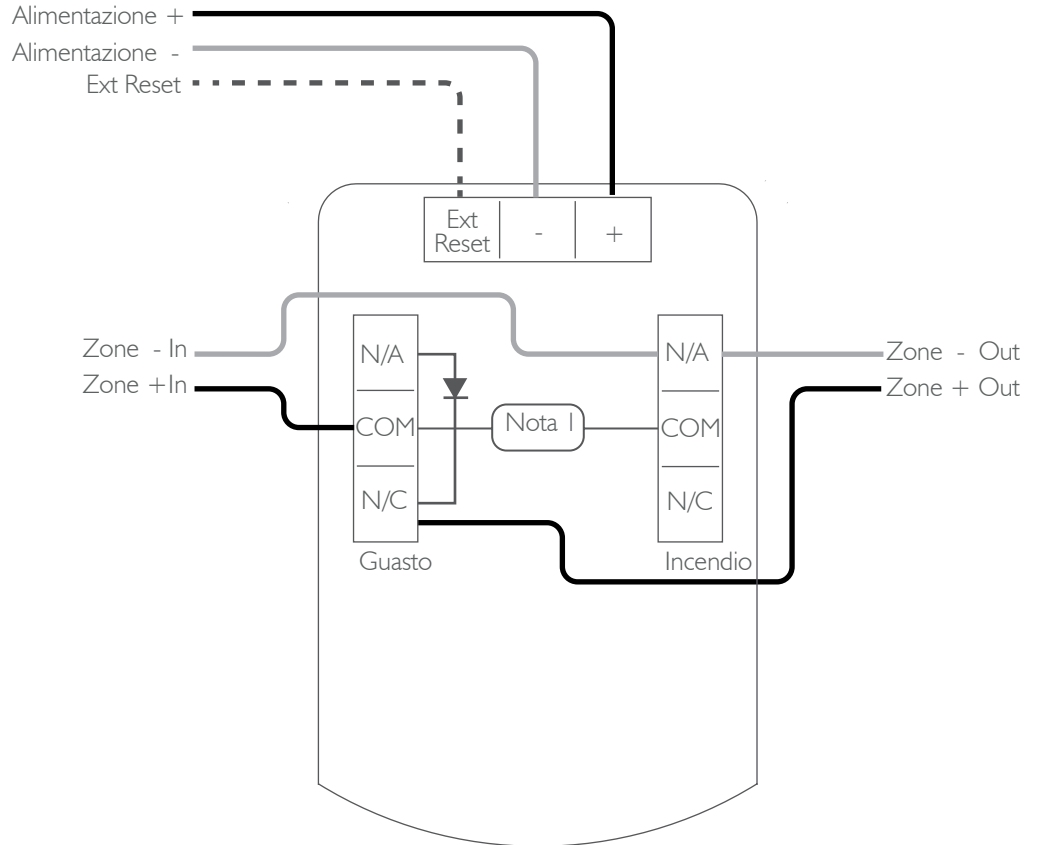 Alimentazione +
Alimentazione -
Ext Reset
Ext
Reset
-
+
Zone - In
Zone +In
N/A
COM
N/C
Guasto
Nota 1
N/A
COM
N/C
Incendio
Zone - Out
Zone + Out